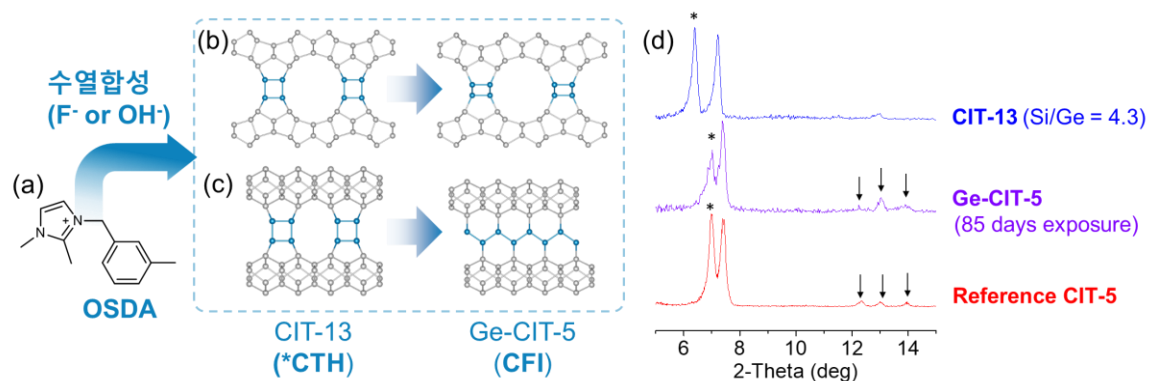 수열합성
(F- or OH-)
(a)
N
+
N
OSDA
(b)
(c)
CIT-13
(*CTH)
Ge-CIT-5
(CFI)
(d)
*
CIT-13 (Si/Ge = 4.3)
*
Ge-CIT-5
(85 days exposure)
*
Reference CIT-5
6 8 10 12 14
2-Theta (deg)